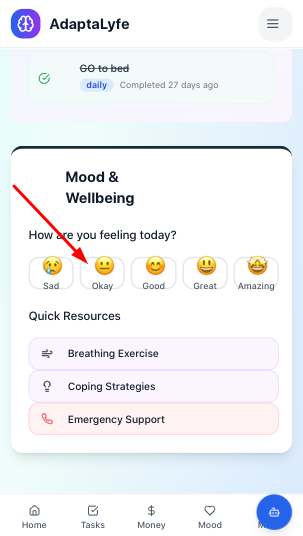 AdaptaLyfe
GO to bed
daily Completed 27 days ago
Mood &
Wellbeing
How are you feeling today?
Sad Okay Good Great Amazing
Quick Resources
Breathing Exercise
Coping Strategies
Emergency Support
Home Tasks Money Mood